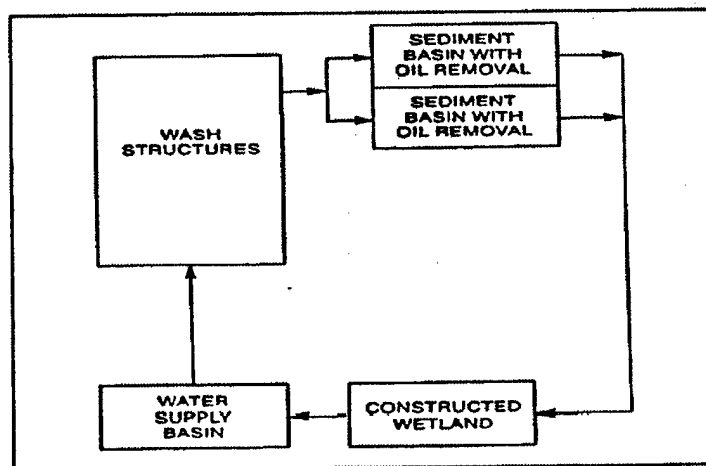 SEDIMENT
BASIN WITH
OIL REMOVAL
SEDIMENT
BASIN WITH
OIL REMOVAL
WASH
STRUCTURES
WATER
SUPPLY
BASIN
CONSTRUCTED
WETLAND